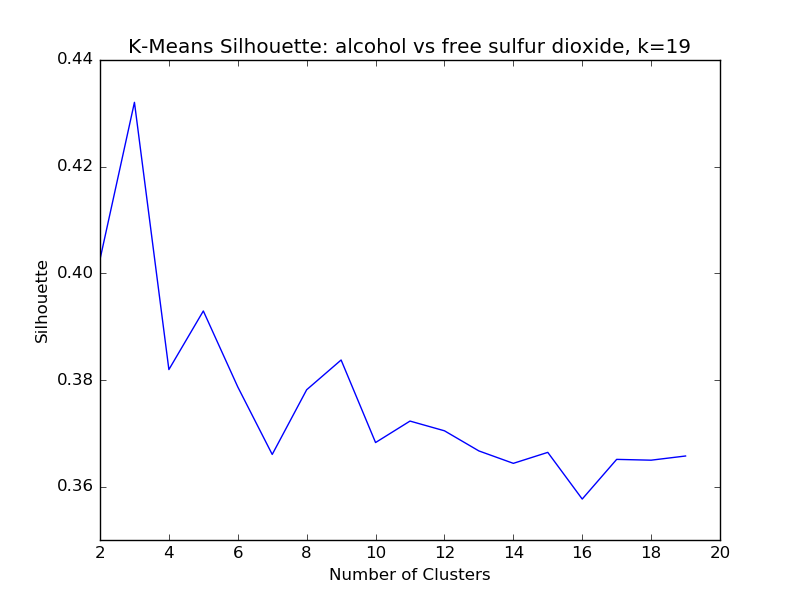 K-Means Silhouette: alcohol vs free sulfur dioxide, k=19
0.44
0.42
0.40
0.38
0.36
Silhouette
2 4 6 8 10 12 14 16 18 20
Number of Clusters